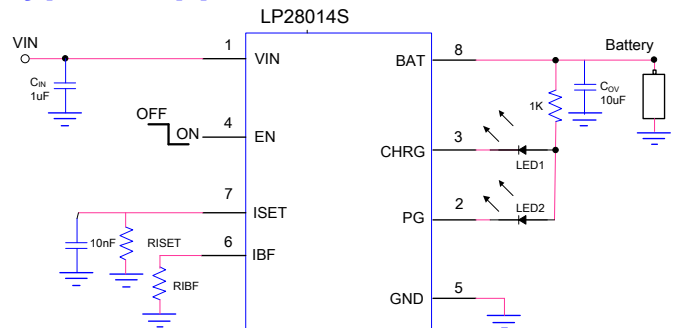 LP28014S
VIN
1
VIN
BAT
8
Battery
CIN
1uF
1K
COV
10uF
OFF
ON
4
EN
CHRG
3
LED1
7
ISET
PG
2
LED2
10nF
RISET
6
IBF
RIBF
GND
5